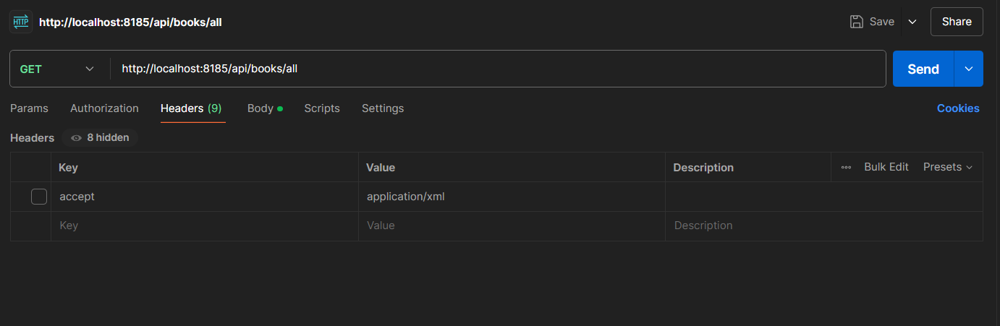 HTTP http://localhost:8185/api/books/all Save Share
GET http://localhost:8185/api/books/all Send
Params Authorization Headers (9) Body Scripts Settings Cookies
Headers 8 hidden
Key Value Description Bulk Edit Presets
accept application/xml
Key Value Description